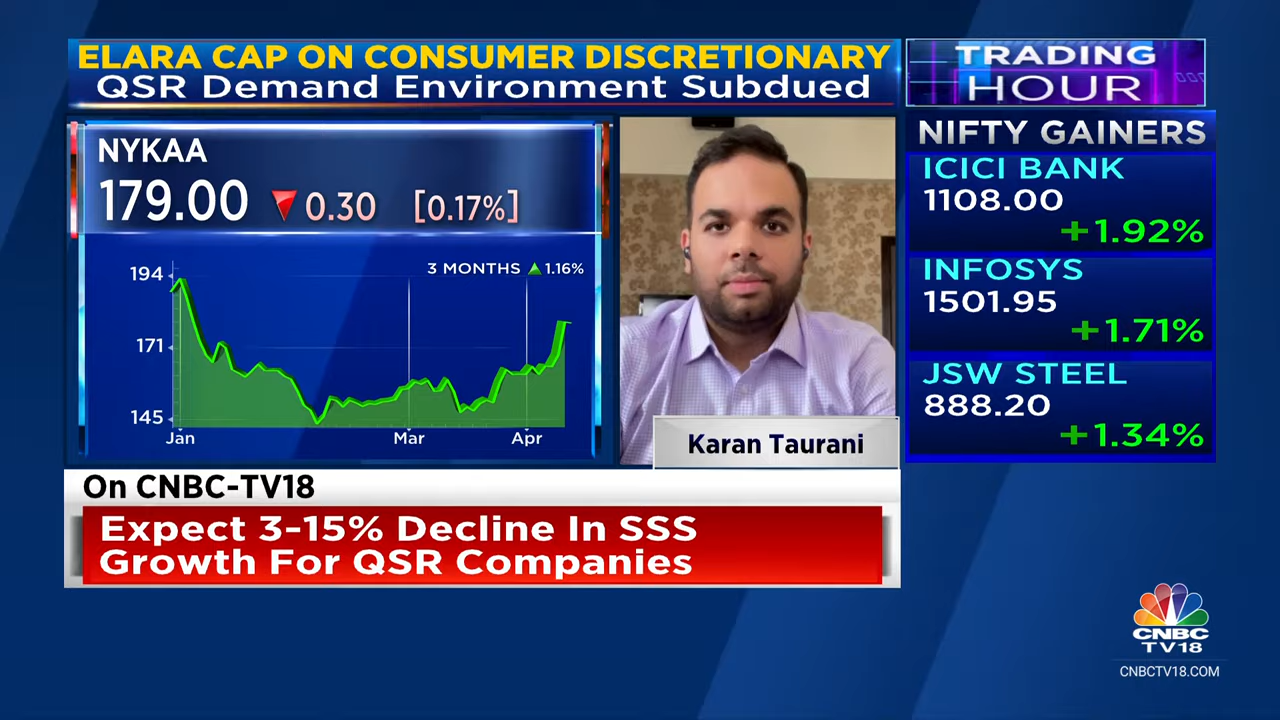 ELARA CAP ON CONSUMER DISCRETIONARY
QSR Demand Environment Subdued
TRADING
HOUR
NYKAA
179.00 ▼ 0.30 [0.17%]
3 MONTHS ▲ 1.16%
194
171
145
Jan Mar Apr
Karan Taurani
NIFTY GAINERS
ICICI BANK
1108.00
+1.92%
INFOSYS
1501.95
+1.71%
JSW STEEL
888.20
+1.34%
On CNBC-TV18
Expect 3-15% Decline In SSS
Growth For QSR Companies
CNBC
TV18
CNBCTV18.COM